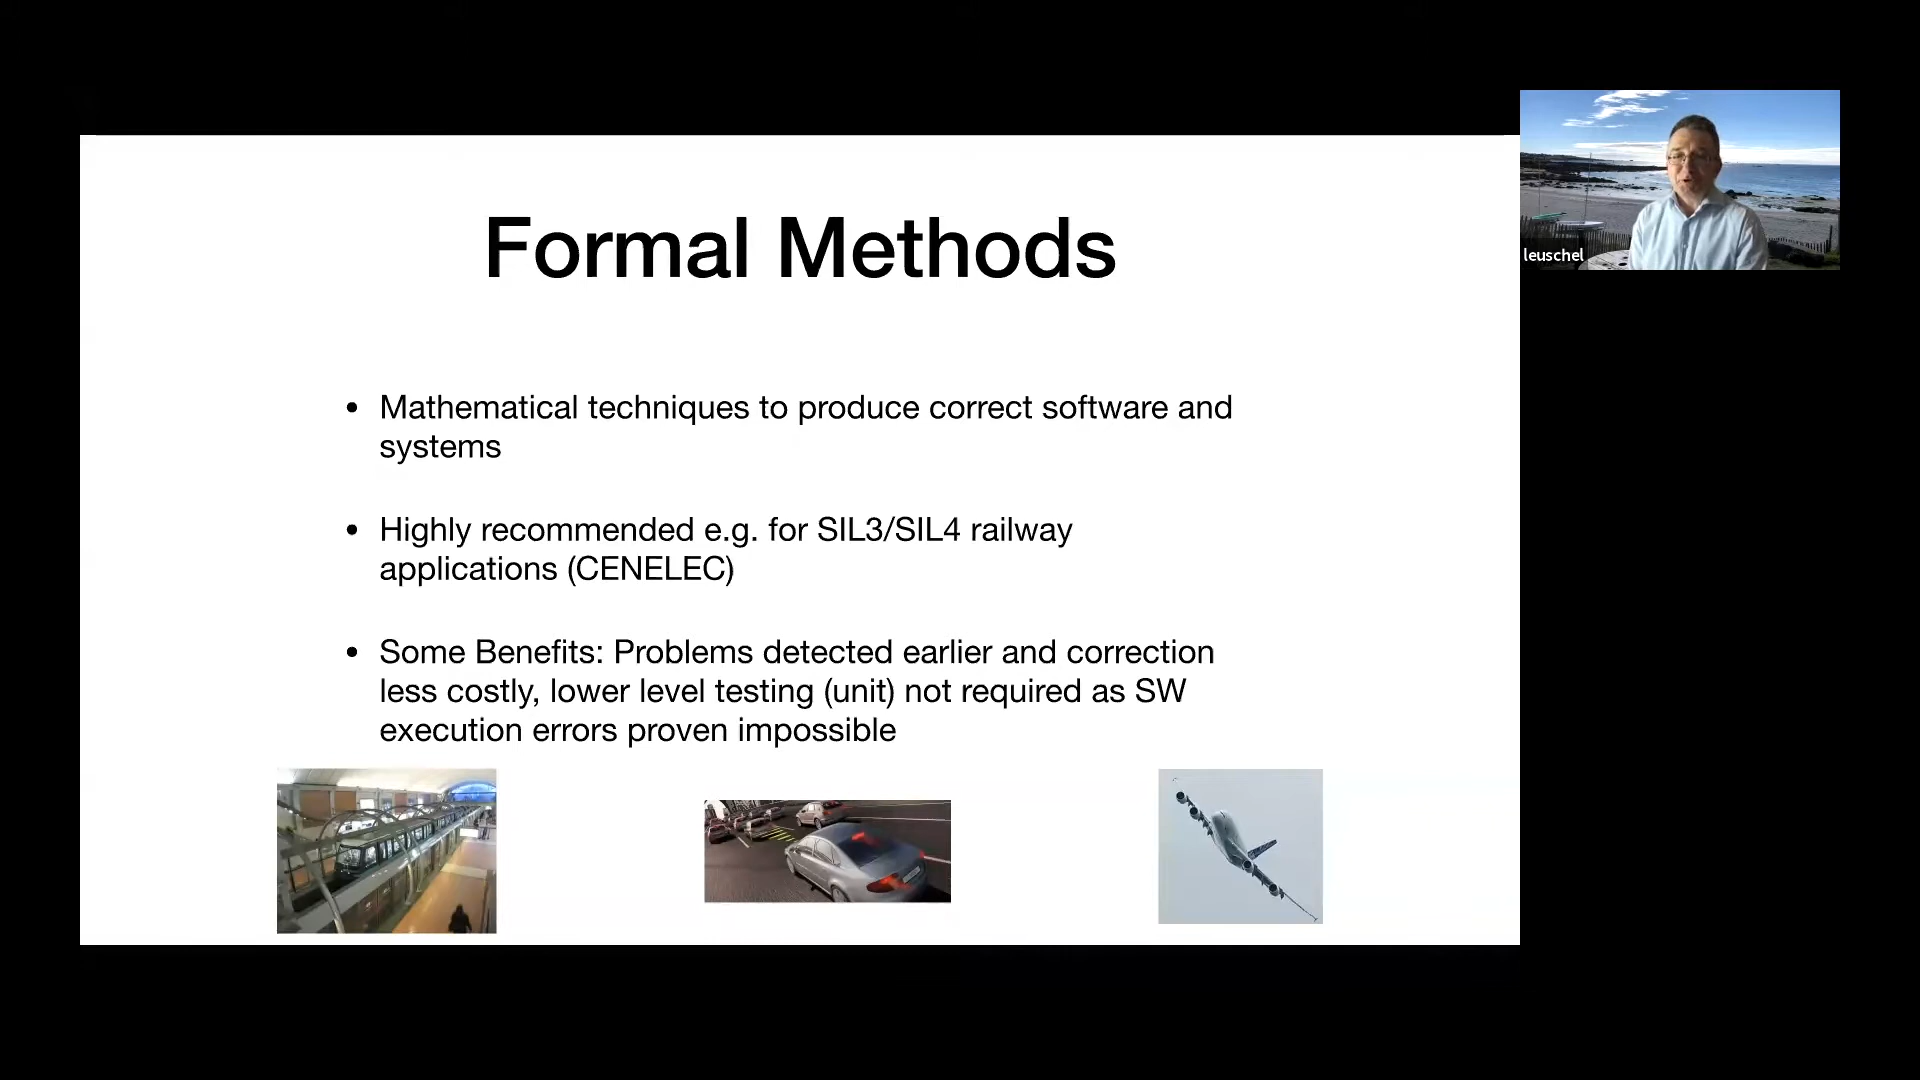 Formal Methods
• Mathematical techniques to produce correct software and
systems
• Highly recommended e.g. for SIL3/SIL4 railway
applications (CENELEC)
• Some Benefits: Problems detected earlier and correction
less costly, lower level testing (unit) not required as SW
execution errors proven impossible
leuschel